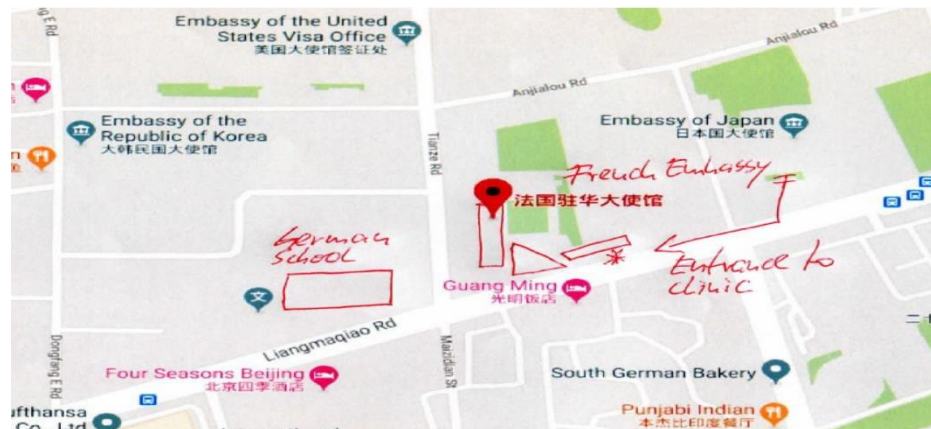 g E Rd
Embassy of the United
States Visa Office
美国大使馆签证处
Anjialou Rd
Anjialou Rd
Embassy of the
Republic of Korea
大韩民国大使馆
Tianze Rd
Embassy of Japan
日本国大使馆
French Embassy
法国驻华大使馆
German
School
Entrance to
clinic
Guang Ming
光明饭店
文
Liangmaqiao Rd
Dongfang E Rd
Maizidian St
Four Seasons Beijing
北京四季酒店
South German Bakery
Punjabi Indian
本杰比印度餐厅
ufthansa
Co., Ltd